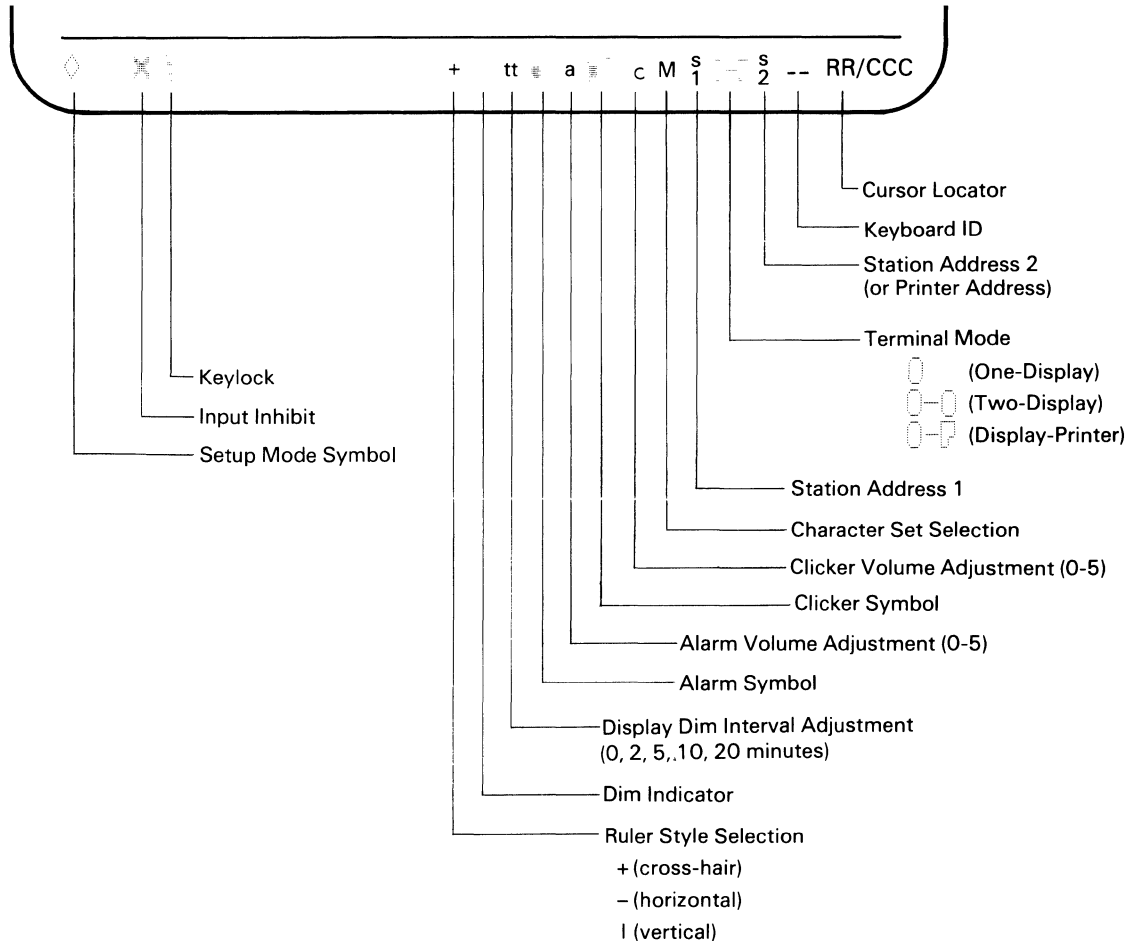 + tt a c M s 1 s 2 -- RR/CCC
Cursor Locator
Keyboard ID
Station Address 2
(or Printer Address)
Terminal Mode
(One-Display)
(Two-Display)
(Display-Printer)
Keylock
Input Inhibit
Setup Mode Symbol
Station Address 1
Character Set Selection
Clicker Volume Adjustment (0-5)
Clicker Symbol
Alarm Volume Adjustment (0-5)
Alarm Symbol
Display Dim Interval Adjustment
(0, 2, 5, 10, 20 minutes)
Dim Indicator
Ruler Style Selection
+ (cross-hair)
– (horizontal)
I (vertical)